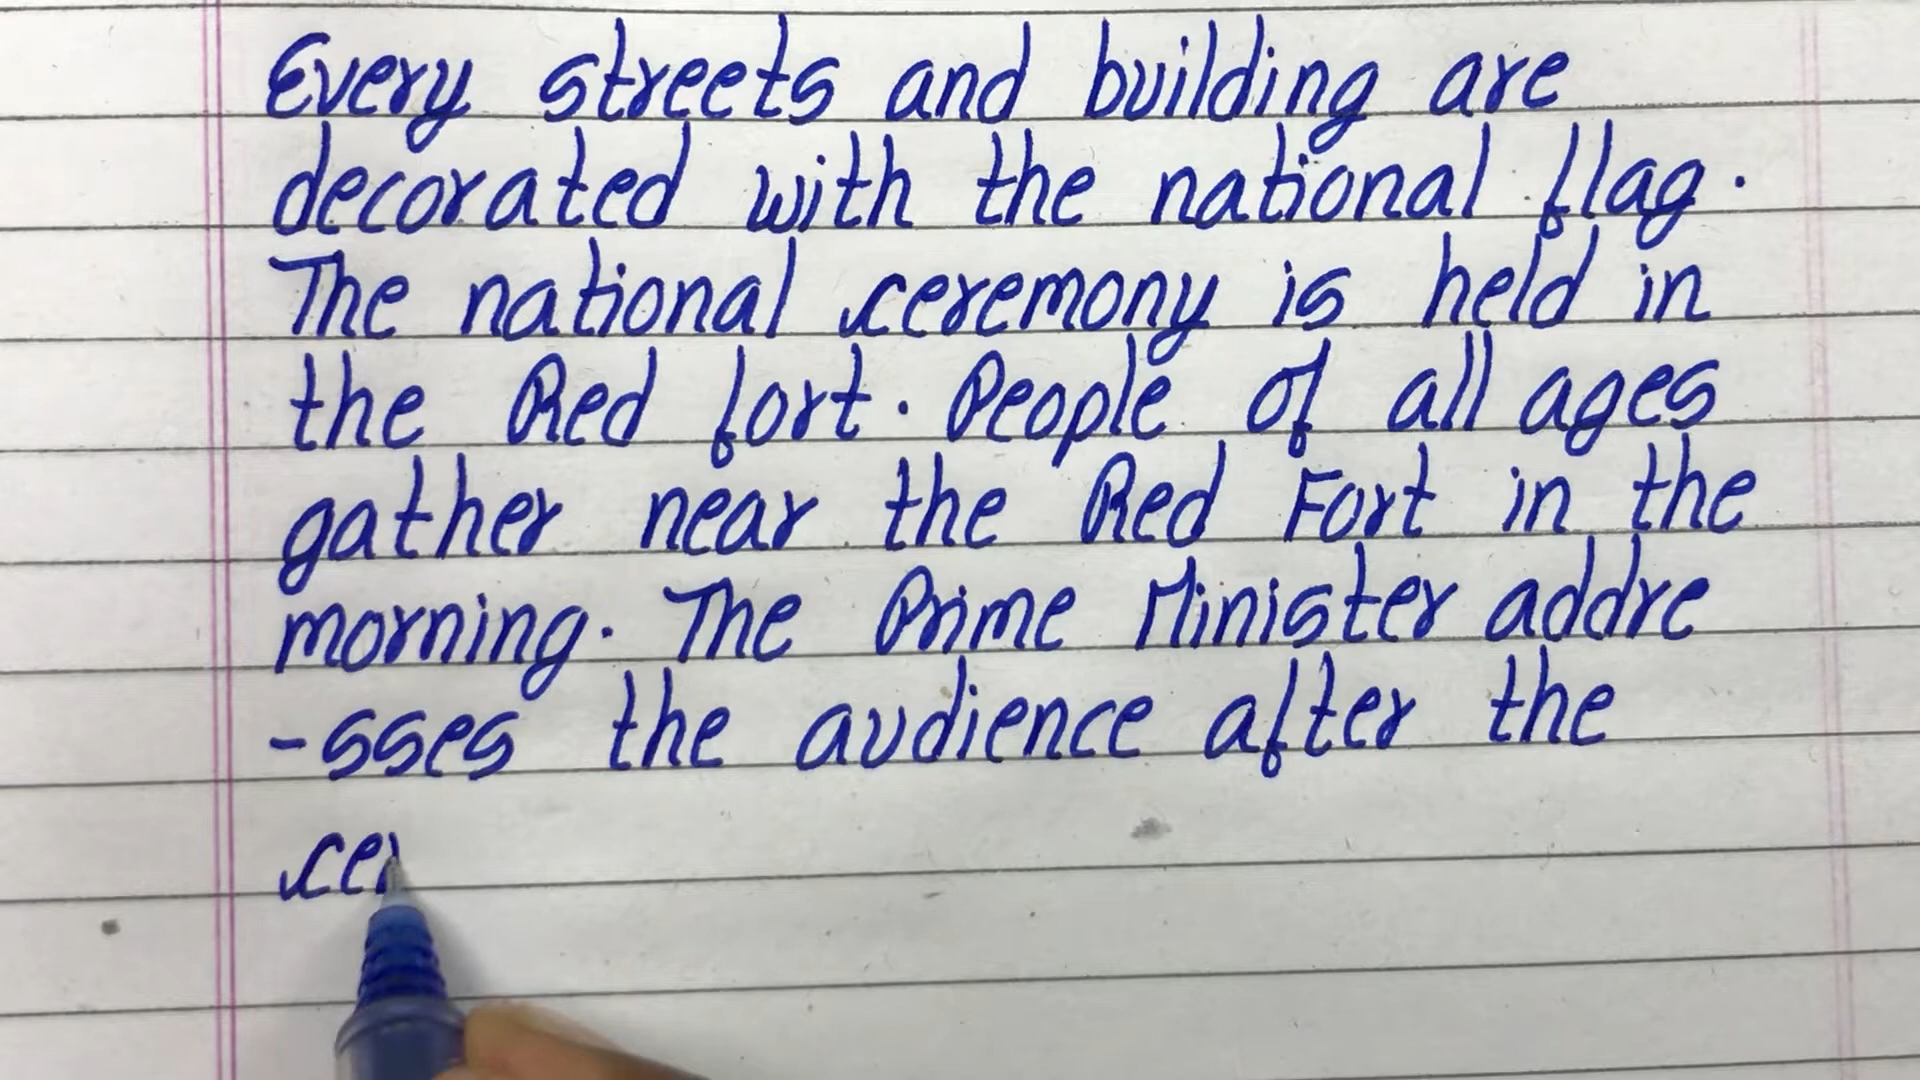 Every streets and building are
decorated with the national flag.
The national ceremony is held in
the Red fort. People of all ages
gather near the Red Fort in the
morning. The Prime Minister addre
-sses the audience after the
cer